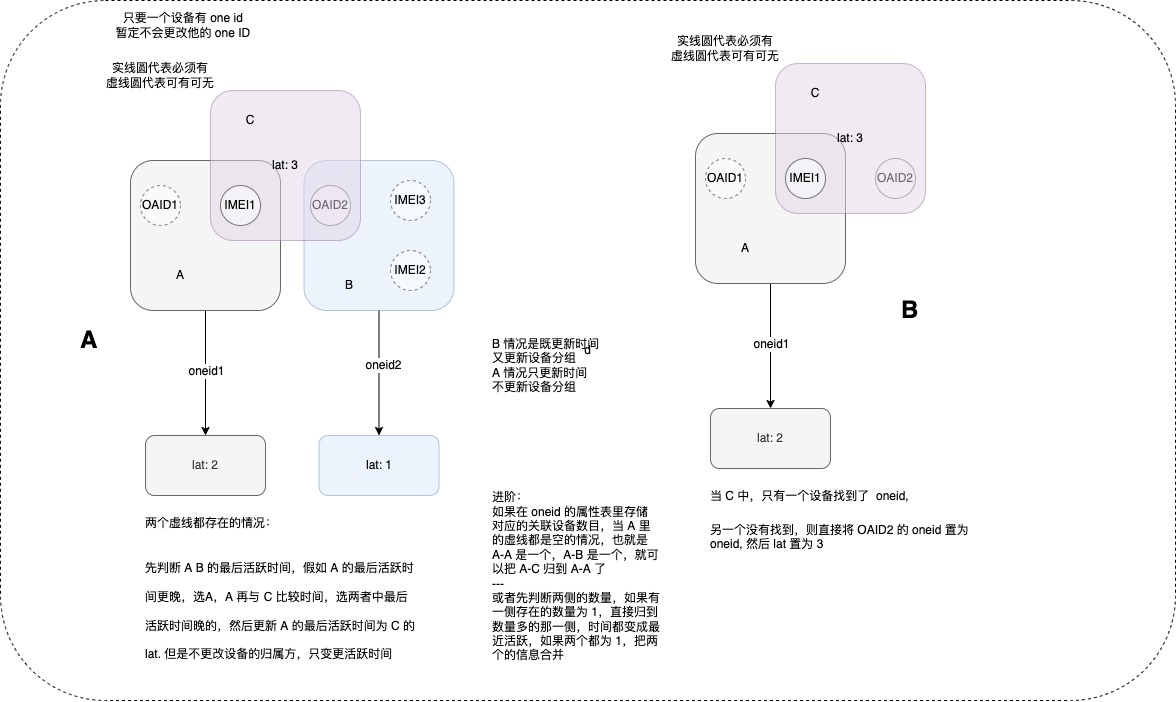 只要一个设备有 one id
暂定不会更改他的 one ID
实线圆代表必须有
虚线圆代表可有可无
C
lat: 3
OAID1
IMEI1
OAID2
IMEI3
IMEI2
A
B
A
oneid1
oneid2
lat: 2
lat: 1
两个虚线都存在的情况：
先判断 A B 的最后活跃时间，假如 A 的最后活跃时
间更晚，选A，A 再与 C 比较时间，选两者中最后
活跃时间晚的，然后更新 A 的最后活跃时间为 C 的
lat. 但是不更改设备的归属方，只变更活跃时间
B 情况是既更新时间
d
又更新设备分组
A 情况只更新时间
不更新设备分组
进阶：
如果在 oneid 的属性表里存储
对应的关联设备数目，当 A 里
的虚线都是空的情况，也就是
A-A 是一个，A-B 是一个，就可
以把 A-C 归到 A-A 了
---
或者先判断两侧的数量，如果有
一侧存在的数量为 1，直接归到
数量多的那一侧，时间都变成最
近活跃，如果两个都为 1，把两
个的信息合并
实线圆代表必须有
虚线圆代表可有可无
C
lat: 3
OAID1
IMEI1
OAID2
A
B
oneid1
lat: 2
当 C 中，只有一个设备找到了 oneid,
另一个没有找到，则直接将 OAID2 的 oneid 置为
oneid, 然后 lat 置为 3